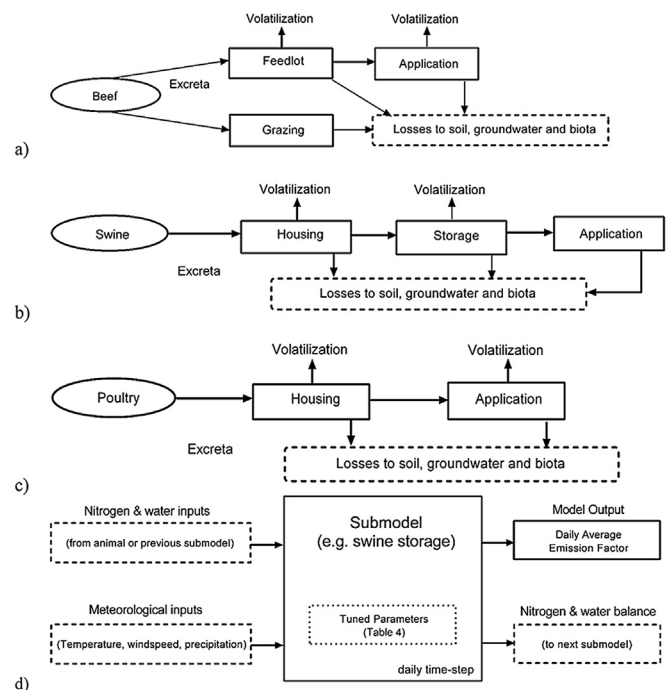 Volatilization
Volatilization
Feedlot
Application
Excreta
Beef
Losses to soil, groundwater and biota
Grazing
a)
Volatilization
Volatilization
Swine
Housing
Storage
Application
Excreta
Losses to soil, groundwater and biota
b)
Volatilization
Volatilization
Poultry
Housing
Application
Excreta
Losses to soil, groundwater and biota
c)
Nitrogen & water inputs
(from animal or previous submodel)
Meteorological inputs
(Temperature, windspeed, precipitation)
Submodel
(e.g. swine storage)
Tuned Parameters
(Table 4)
daily time-step
Model Output
Daily Average
Emission Factor
Nitrogen & water balance
(to next submodel)
d)